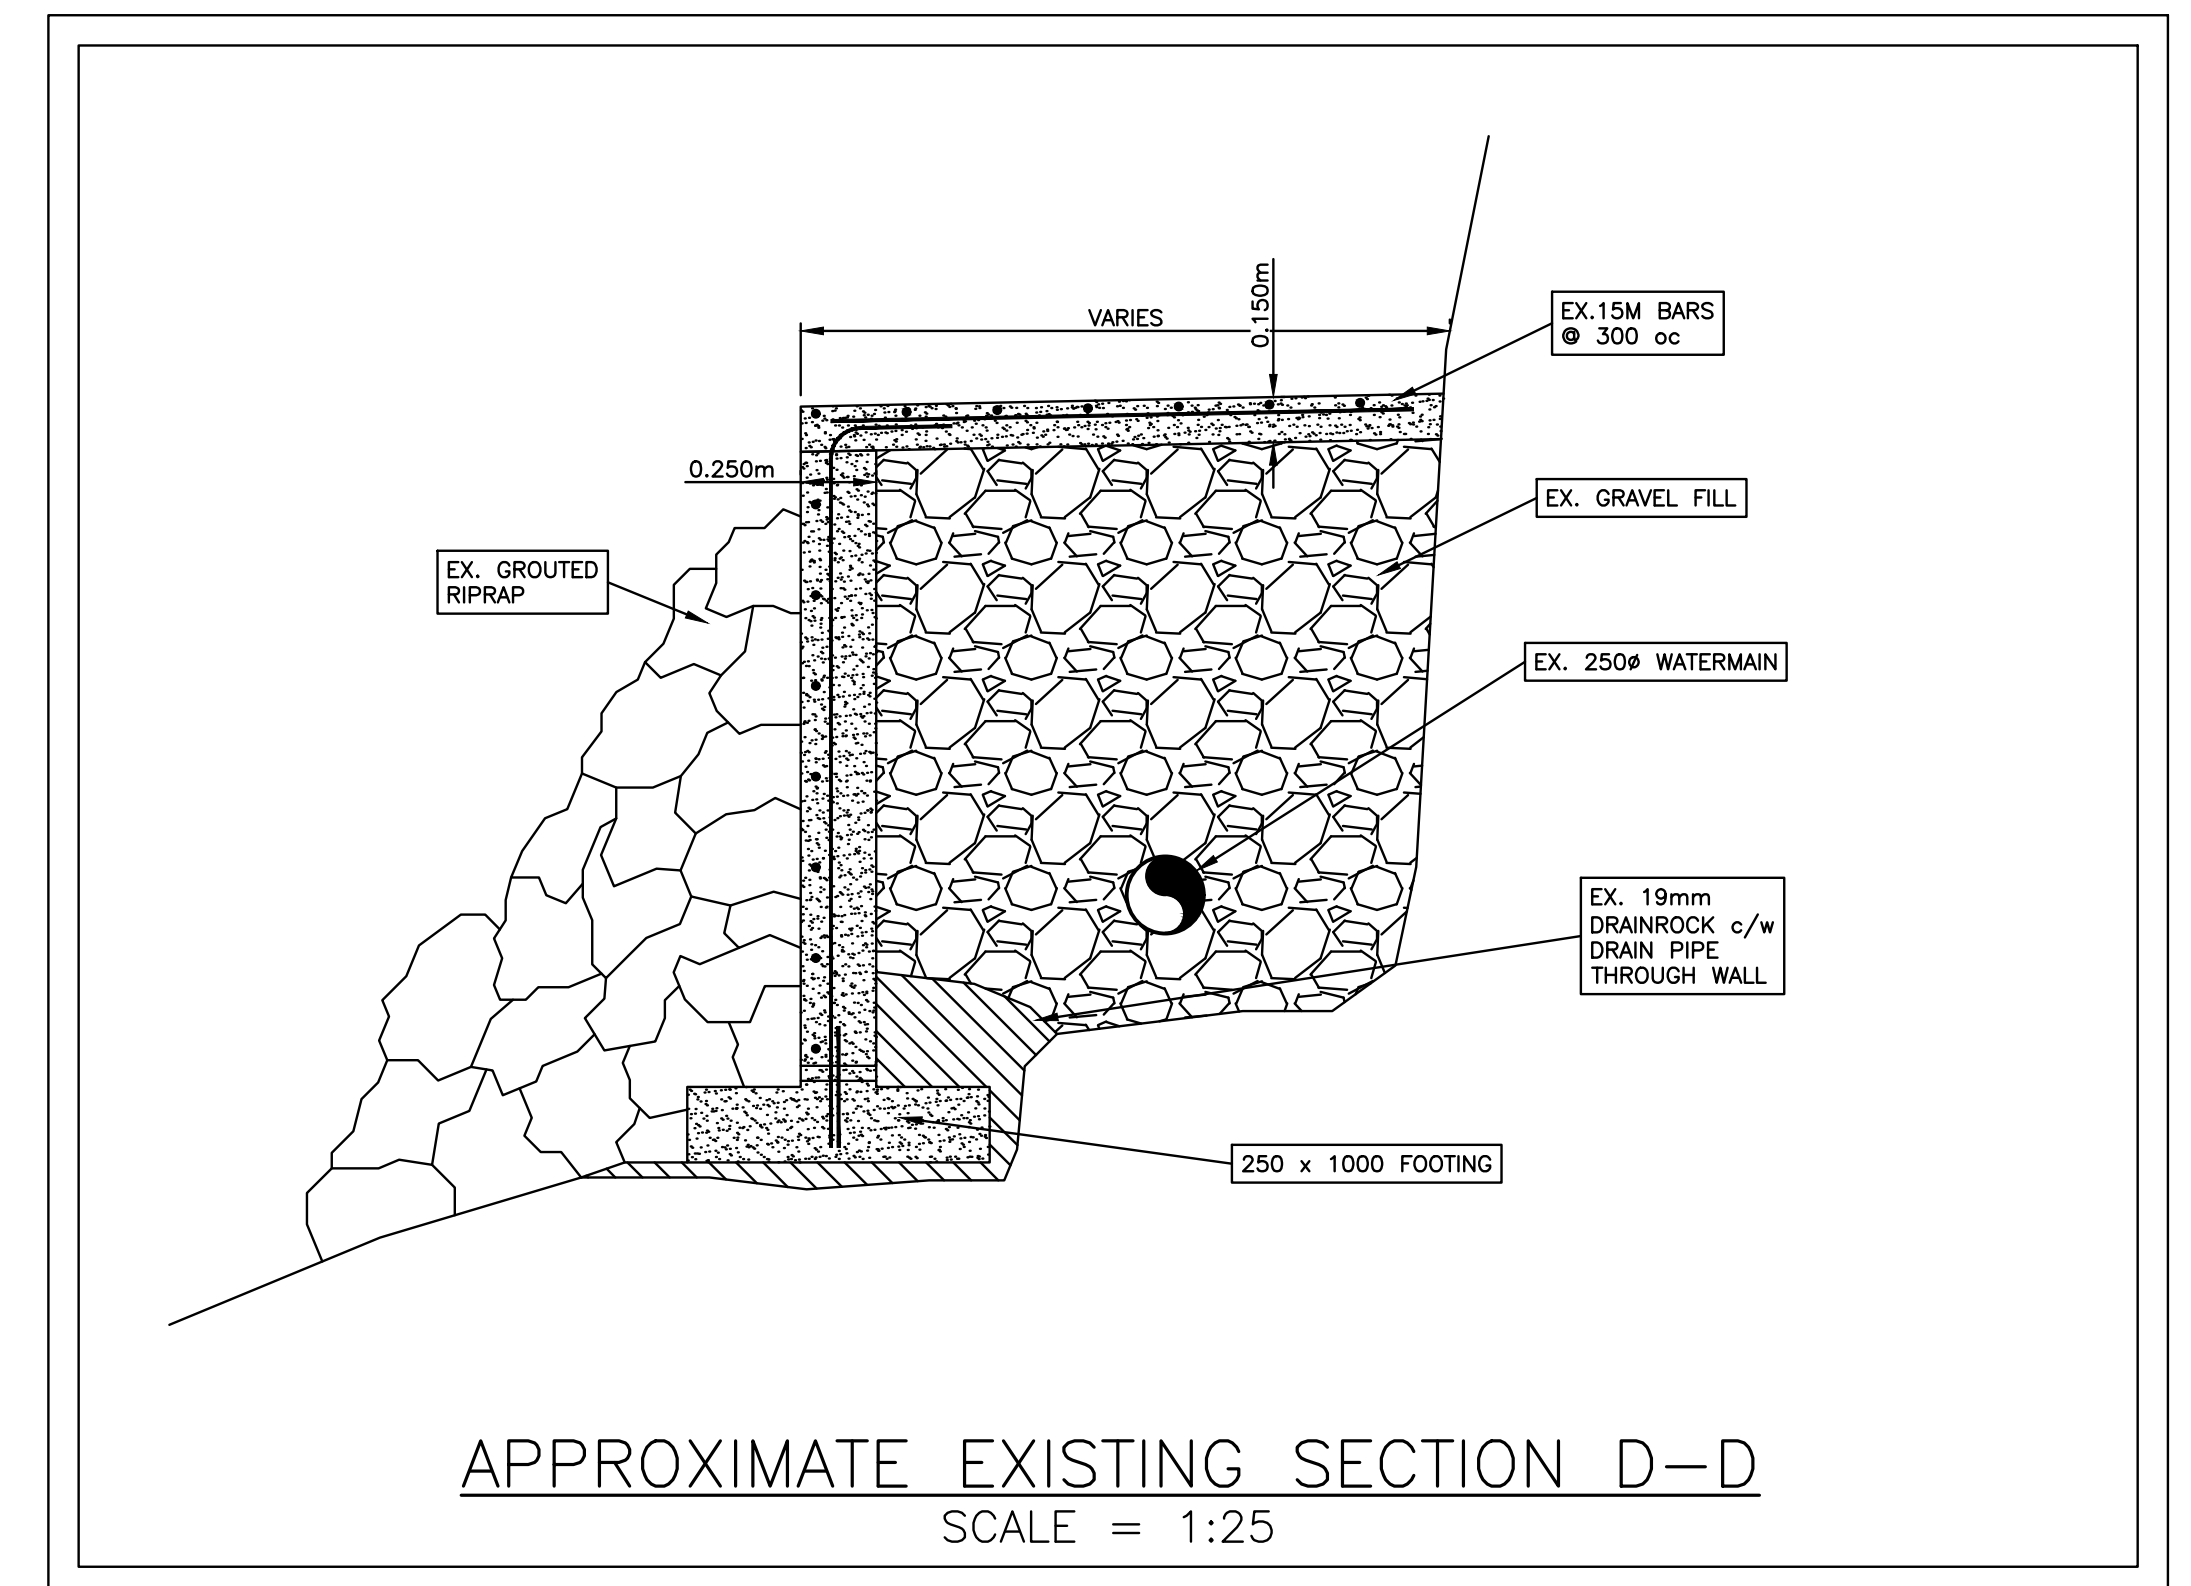 0.150m
VARIES
EX.15M BARS
@ 300 oc
0.250m
EX. GRAVEL FILL
EX. GROUTED
RIPRAP
EX. 250ø WATERMAIN
EX. 19mm
DRAINROCK c/w
DRAIN PIPE
THROUGH WALL
250 x 1000 FOOTING
APPROXIMATE EXISTING SECTION D-D
SCALE = 1:25